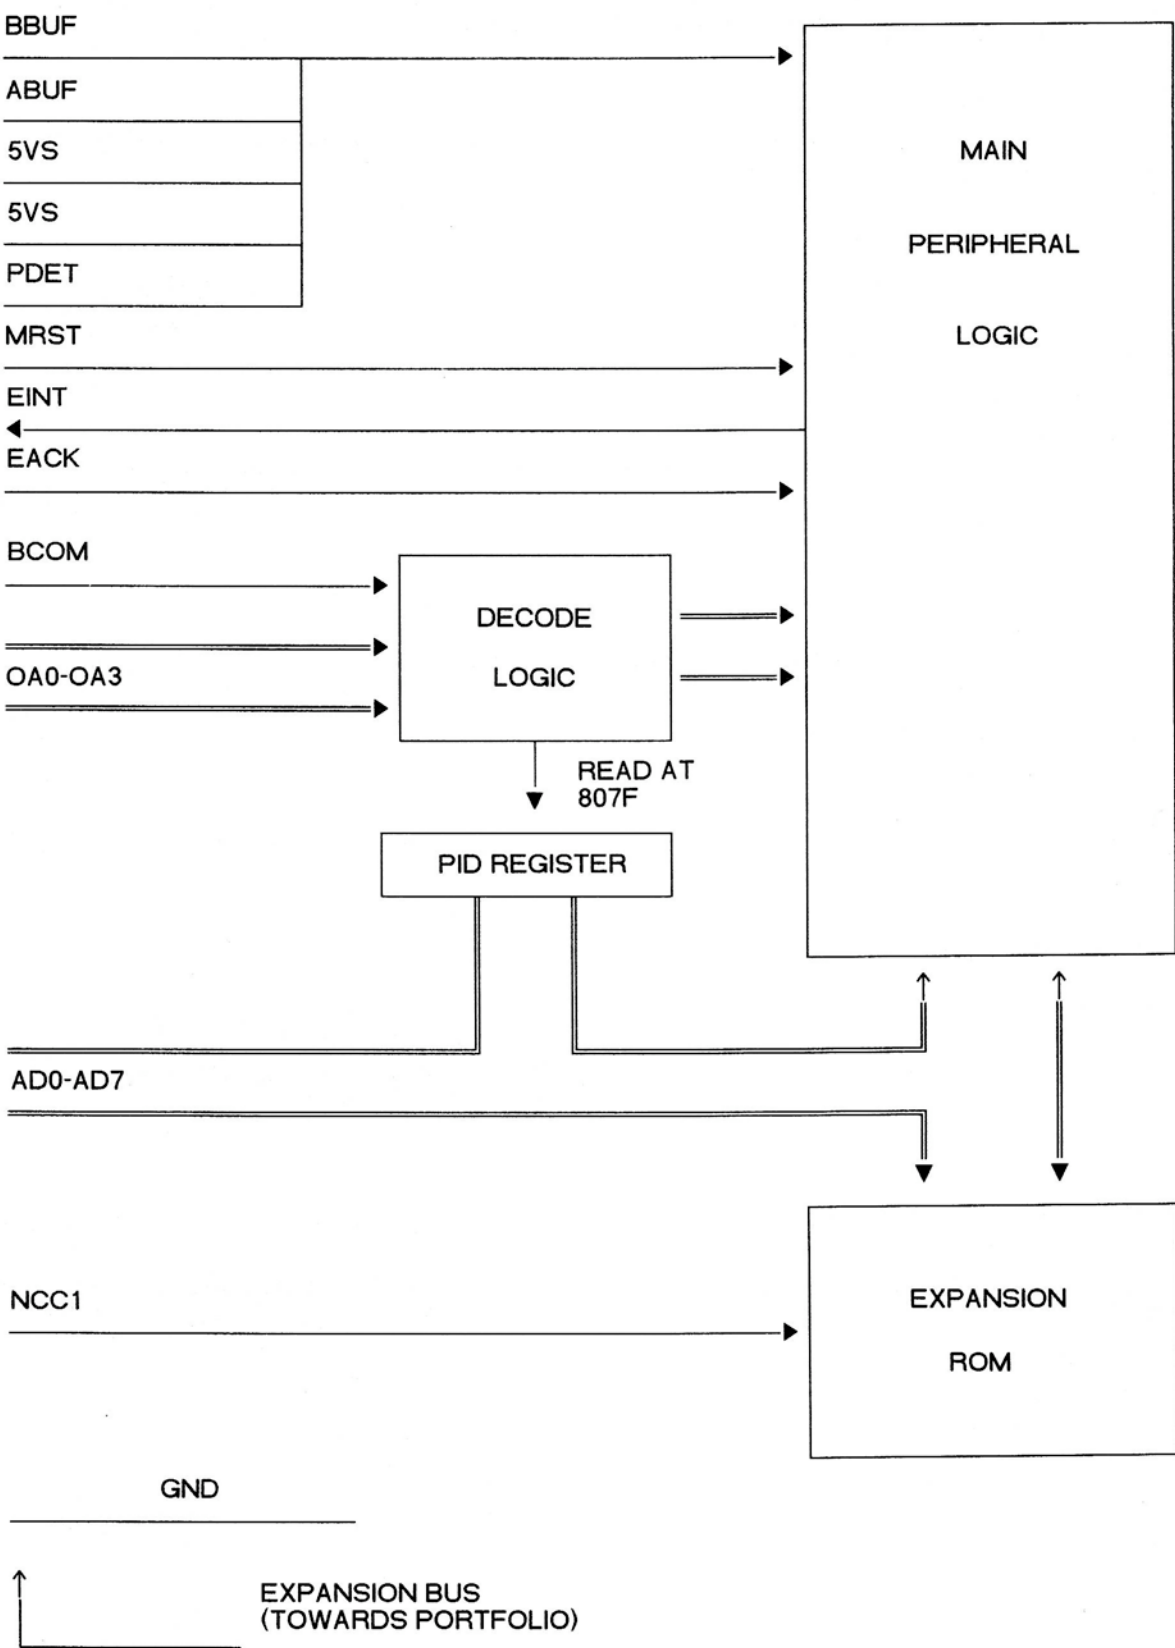 BBUF
ABUF
5VS
5VS
PDET
MRST
EINT
EACK
BCOM
OA0-OA3
MAIN
PERIPHERAL
LOGIC
DECODE
LOGIC
READ AT
807F
PID REGISTER
AD0-AD7
NCC1
EXPANSION
ROM
GND
EXPANSION BUS
(TOWARDS PORTFOLIO)